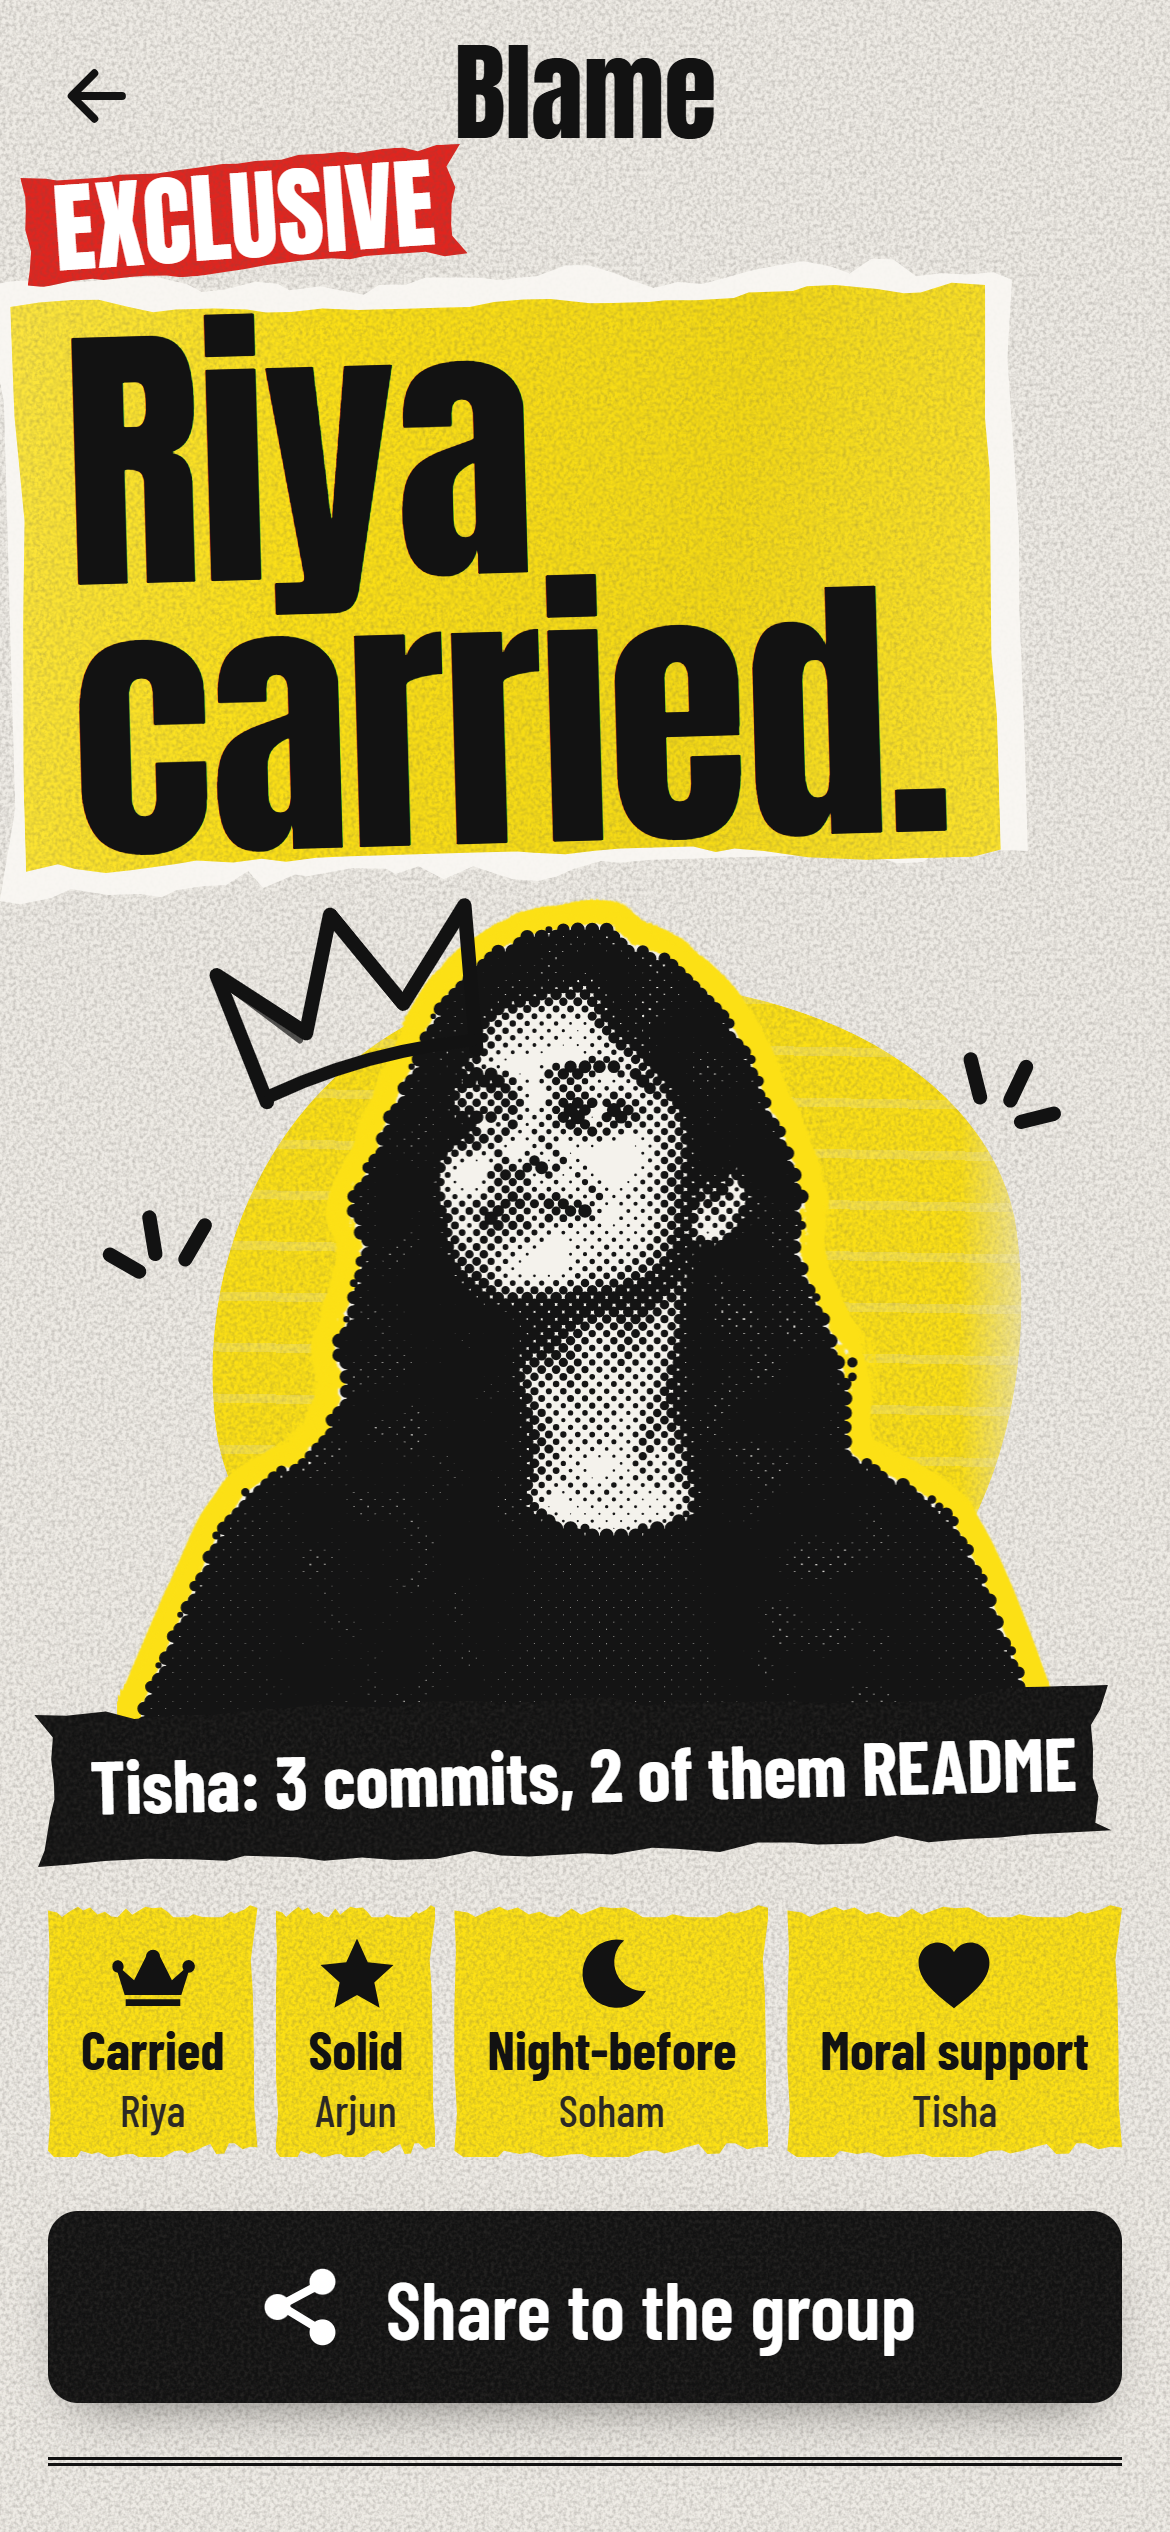 Blame
EXCLUSIVE
Riya
carried.
Tisha: 3 commits, 2 of them README
Carried
Riya
Solid
Arjun
Night-before
Soham
Moral support
Tisha
Share to the group